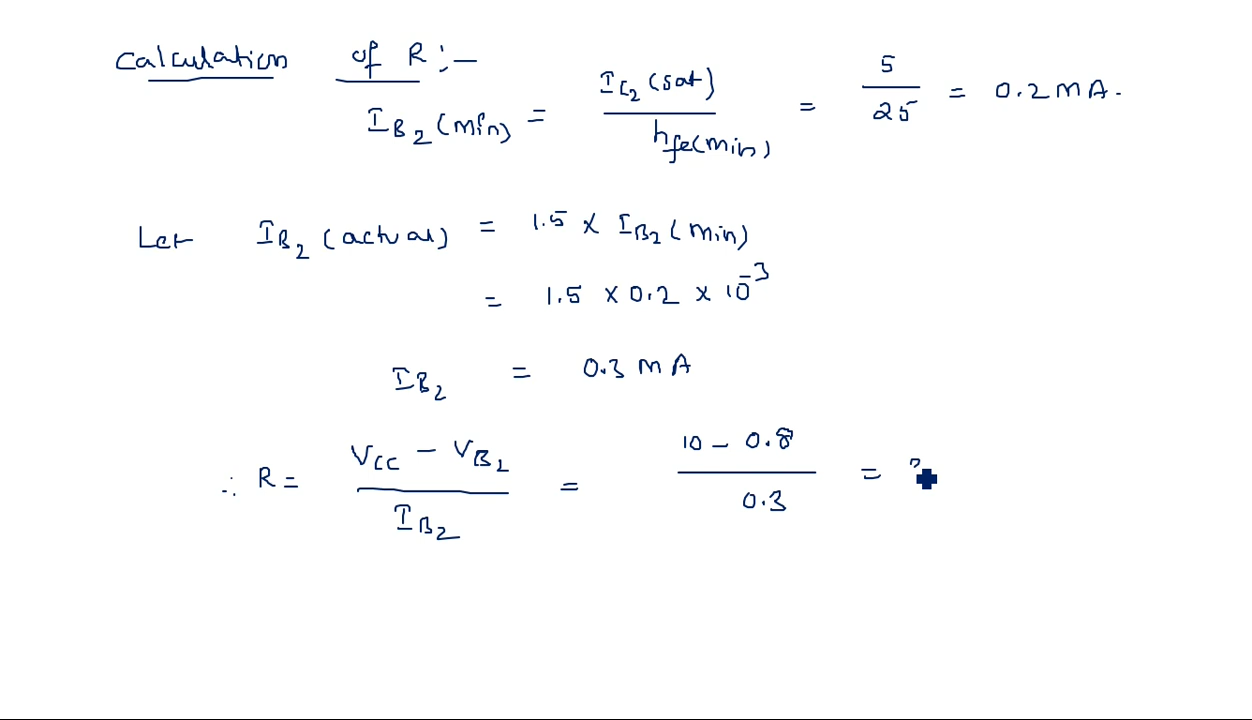 Calculation of R :-
I_B2 (min) = I_C2 (sat) / h_fe(min) = 5 / 25 = 0.2 mA.
Let I_B2 (actual) = 1.5 × I_B2 (min)
= 1.5 × 0.2 × 10^-3
I_B2 = 0.3 mA
∴ R = V_CC - V_B2 / I_B2 = 10 - 0.8 / 0.3 =